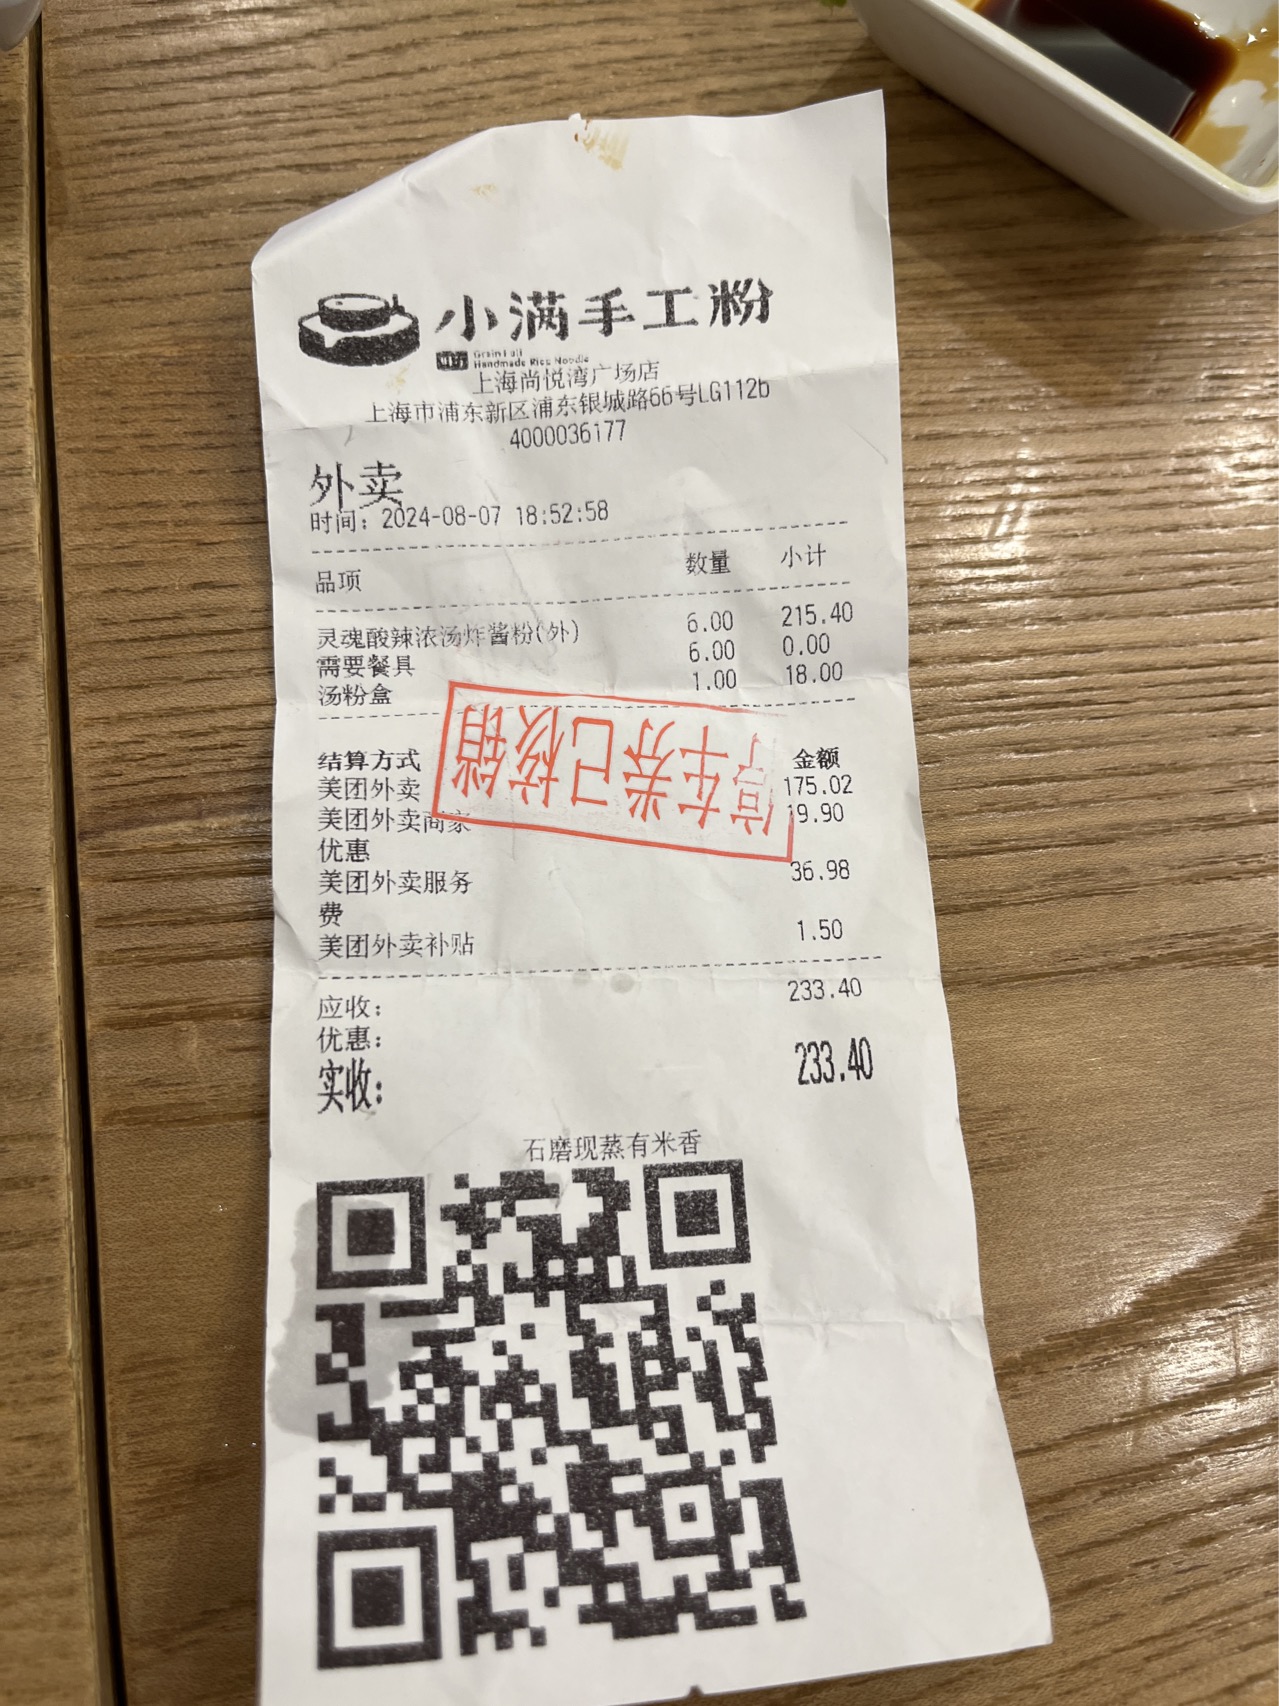 小满手工粉
Handmade Rice Noodle
上海尚悦湾广场店
上海市浦东新区浦东银城路66号LG112b
4000036177
外卖
时间：2024-08-07 18:52:58
品项 数量 小计
灵魂酸辣浓汤炸酱粉(外) 6.00 215.40
需要餐具 6.00 0.00
汤粉盒 1.00 18.00
停车券已核销
结算方式 金额
美团外卖 175.02
美团外卖商家 19.90
优惠
美团外卖服务 36.98
费
美团外卖补贴 1.50
应收： 233.40
优惠：
实收： 233.40
石磨现蒸有米香